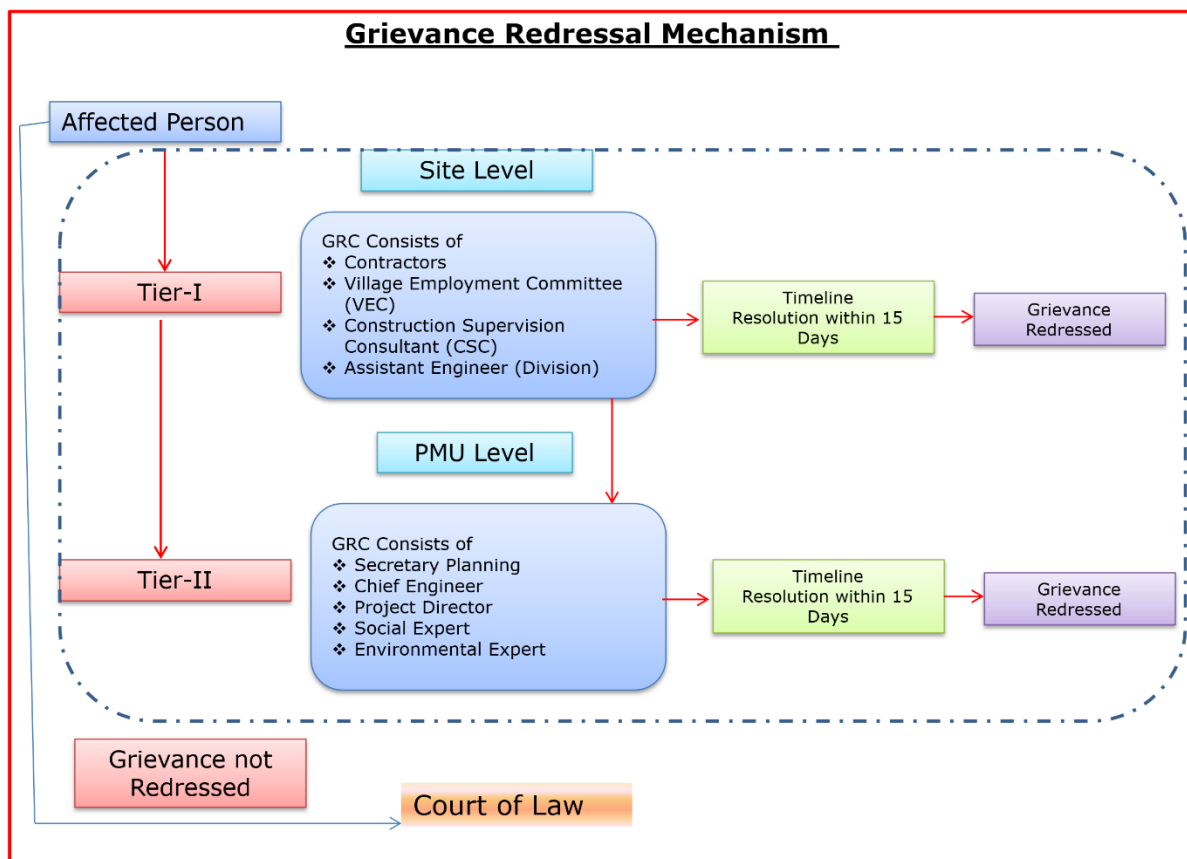 Grievance Redressal Mechanism
Affected Person
Site Level
GRC Consists of
❖ Contractors
❖ Village Employment Committee
(VEC)
❖ Construction Supervision
Consultant (CSC)
❖ Assistant Engineer (Division)
Tier-I
Timeline
Resolution within 15
Days
Grievance
Redressed
PMU Level
GRC Consists of
❖ Secretary Planning
❖ Chief Engineer
❖ Project Director
❖ Social Expert
❖ Environmental Expert
Tier-II
Timeline
Resolution within 15
Days
Grievance
Redressed
Grievance not
Redressed
Court of Law